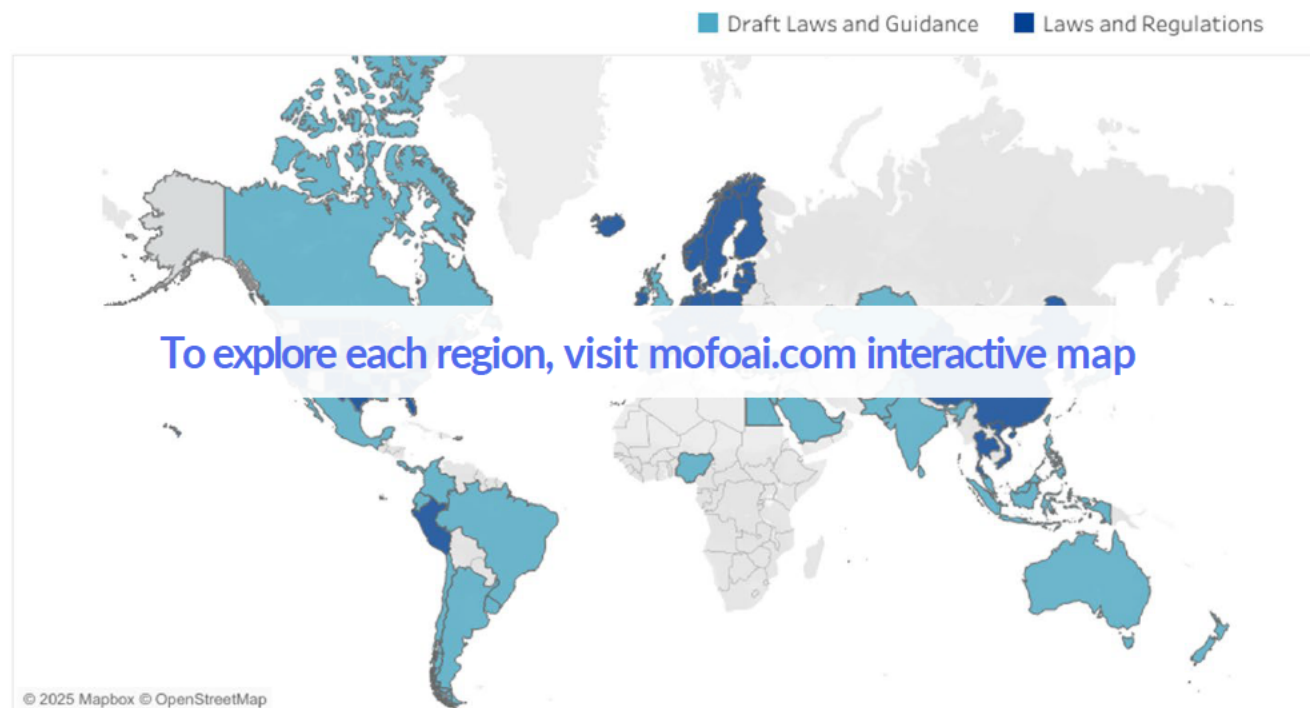 Draft Laws and Guidance
Laws and Regulations
To explore each region, visit mofoai.com interactive map
© 2025 Mapbox © OpenStreetMap